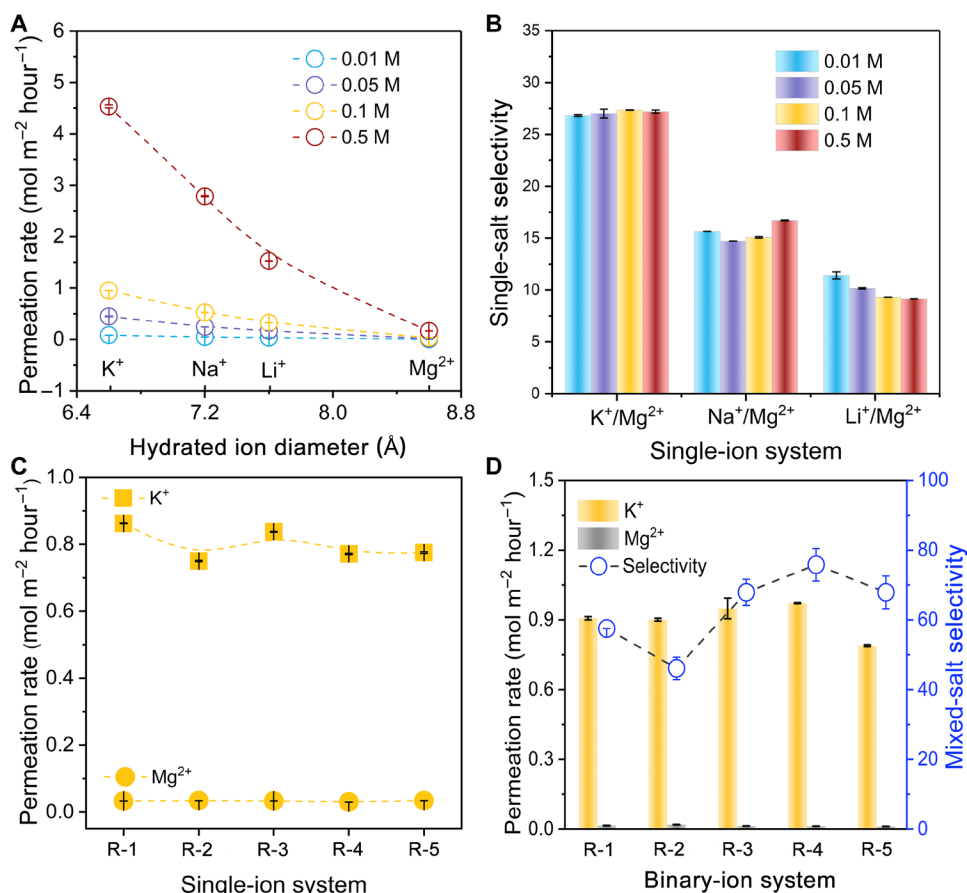 A
Permeation rate (mol m⁻² hour⁻¹)
6
5
4
3
2
1
0
−1
0.01 M
0.05 M
0.1 M
0.5 M
K⁺
Na⁺
Li⁺
Mg²⁺
6.4
7.2
8.0
8.8
Hydrated ion diameter (Å)
B
Single-salt selectivity
35
30
25
20
15
10
5
0
0.01 M
0.05 M
0.1 M
0.5 M
K⁺/Mg²⁺
Na⁺/Mg²⁺
Li⁺/Mg²⁺
Single-ion system
C
Permeation rate (mol m⁻² hour⁻¹)
1.0
0.8
0.6
0.4
0.2
0.0
K⁺
Mg²⁺
R-1
R-2
R-3
R-4
R-5
Single-ion system
D
Permeation rate (mol m⁻² hour⁻¹)
1.5
1.2
0.9
0.6
0.3
0.0
K⁺
Mg²⁺
Selectivity
100
80
60
40
20
0
Mixed-salt selectivity
R-1
R-2
R-3
R-4
R-5
Binary-ion system